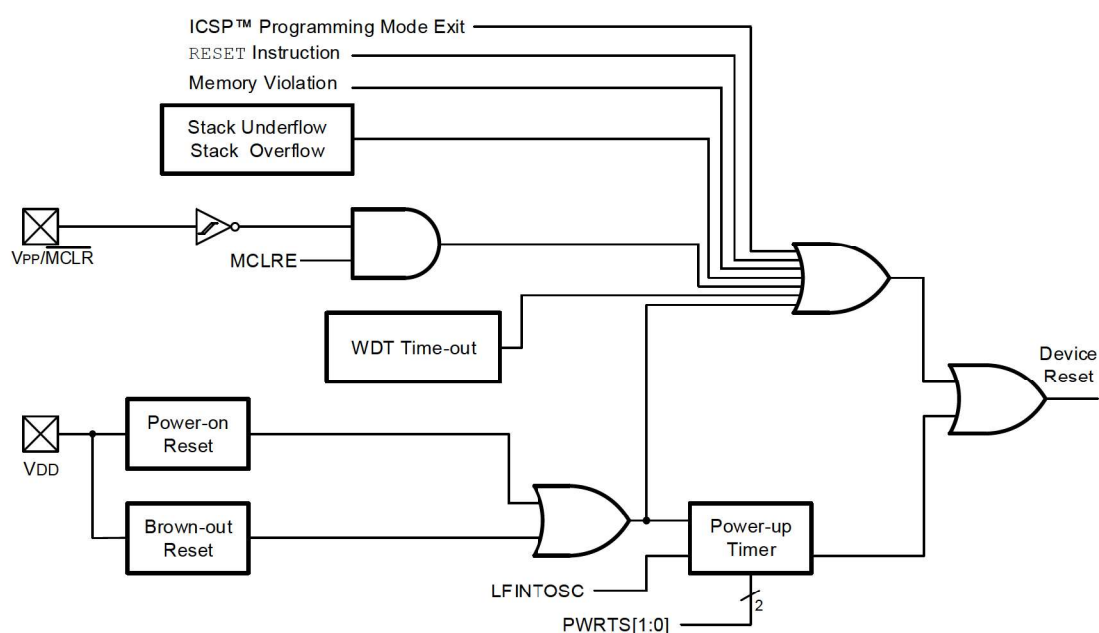 ICSP™ Programming Mode Exit
RESET Instruction
Memory Violation
Stack Underflow
Stack Overflow
VPP/MCLR
MCLRE
WDT Time-out
Device
Reset
Power-on
Reset
VDD
Brown-out
Reset
Power-up
Timer
LFINTOSC
2
PWRTS[1:0]